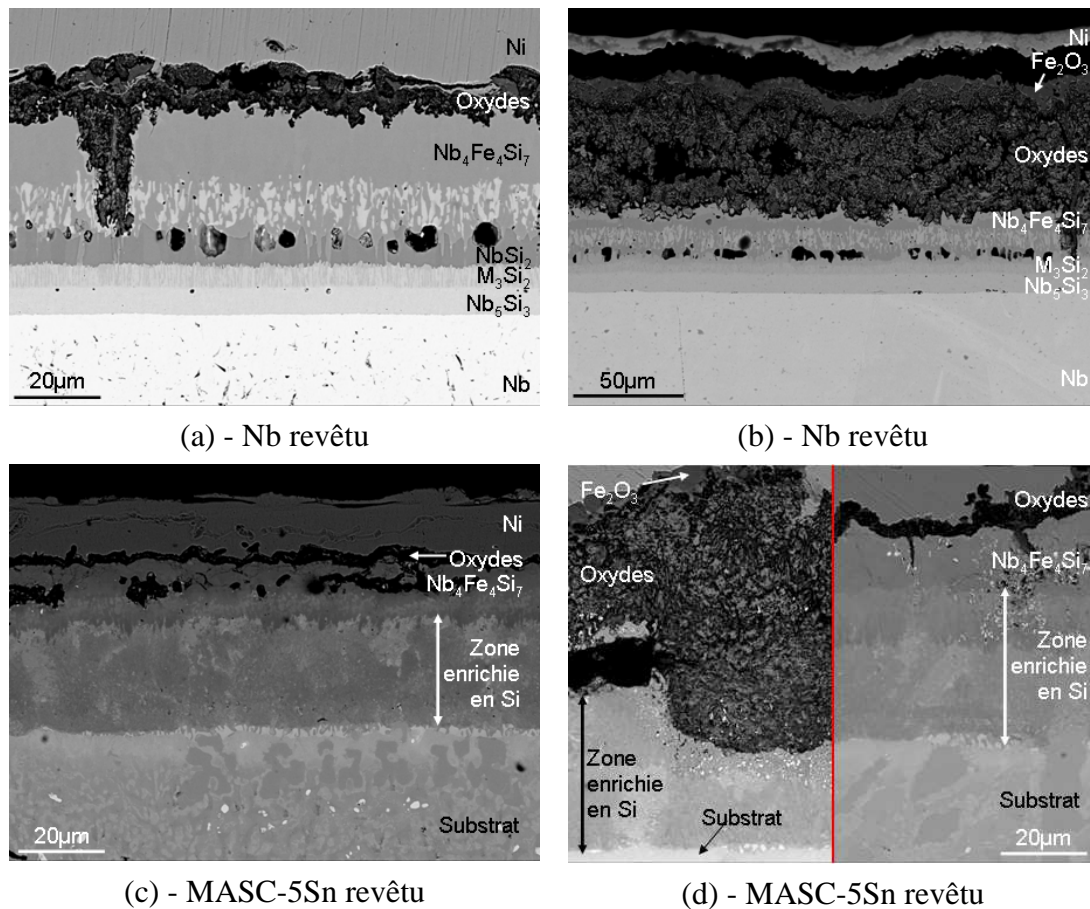 Ni
Oxydes
Nb₄Fe₄Si₇
NbSi₂
M₃Si₂
Nb₅Si₃
20µm
Nb
(a) - Nb revêtu
Ni
Fe₂O₃
Oxydes
Nb₄Fe₄Si₇
M₃Si₂
Nb₅Si₃
50µm
Nb
(b) - Nb revêtu
Ni
Oxydes
Nb₄Fe₄Si₇
Zone
enrichie
en Si
20µm
Substrat
(c) - MASC-5Sn revêtu
Fe₂O₃
Oxydes
Zone
enrichie
en Si
Substrat
Oxydes
Nb₄Fe₄Si₇
Zone
enrichie
en Si
Substrat
20µm
(d) - MASC-5Sn revêtu